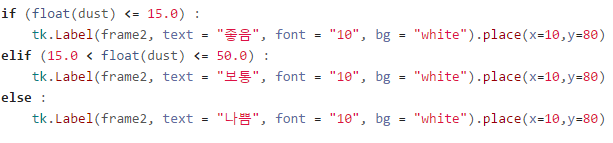 if (float(dust) <= 15.0) :
    tk.Label(frame2, text = "좋음", font = "10", bg = "white").place(x=10,y=80)
elif (15.0 < float(dust) <= 50.0) :
    tk.Label(frame2, text = "보통", font = "10", bg = "white").place(x=10,y=80)
else :
    tk.Label(frame2, text = "나쁨", font = "10", bg = "white").place(x=10,y=80)